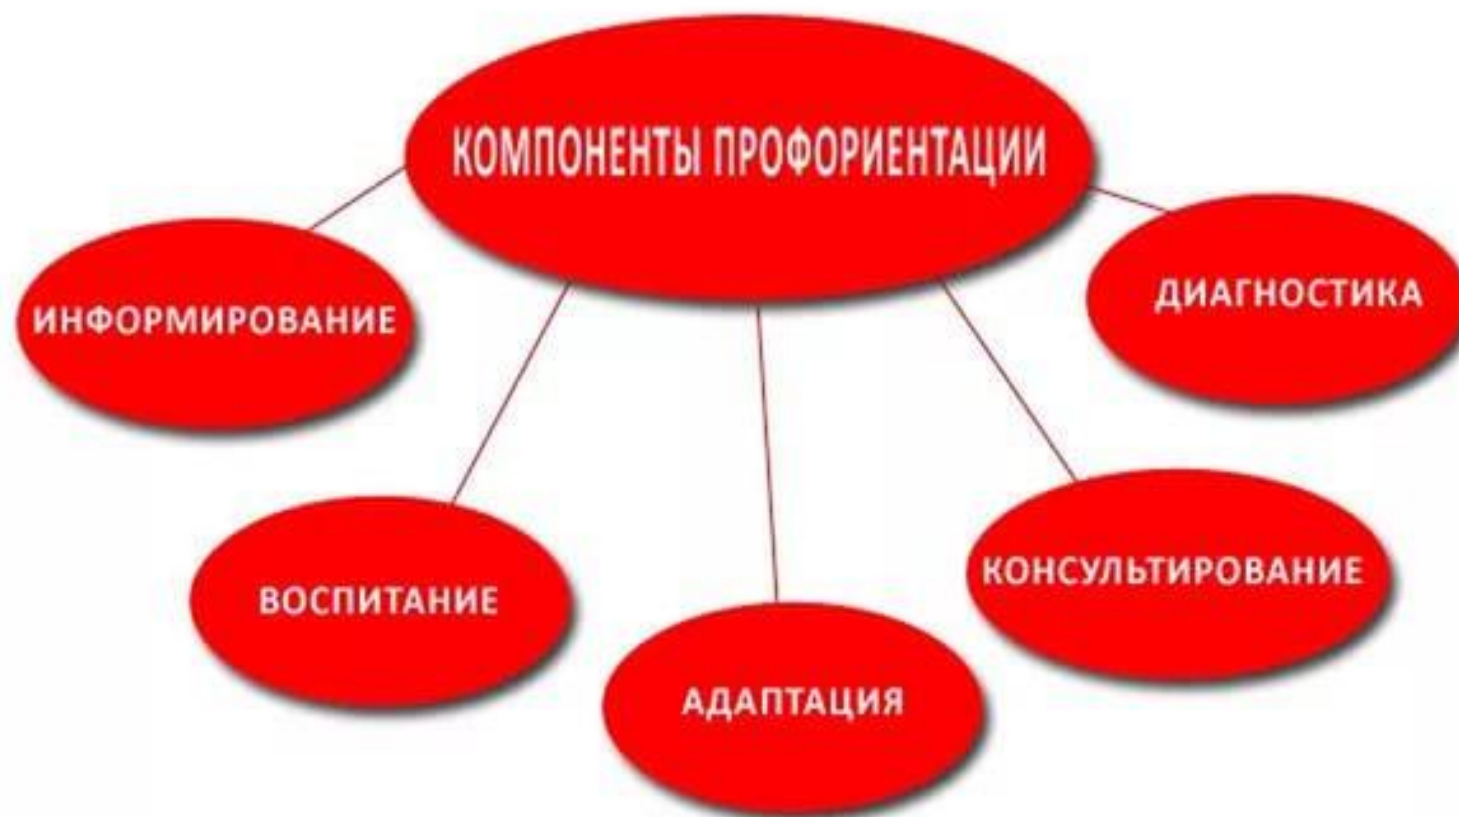 КОМПОНЕНТЫ ПРОФОРИЕНТАЦИИ
ИНФОРМИРОВАНИЕ
ВОСПИТАНИЕ
АДАПТАЦИЯ
КОНСУЛЬТИРОВАНИЕ
ДИАГНОСТИКА